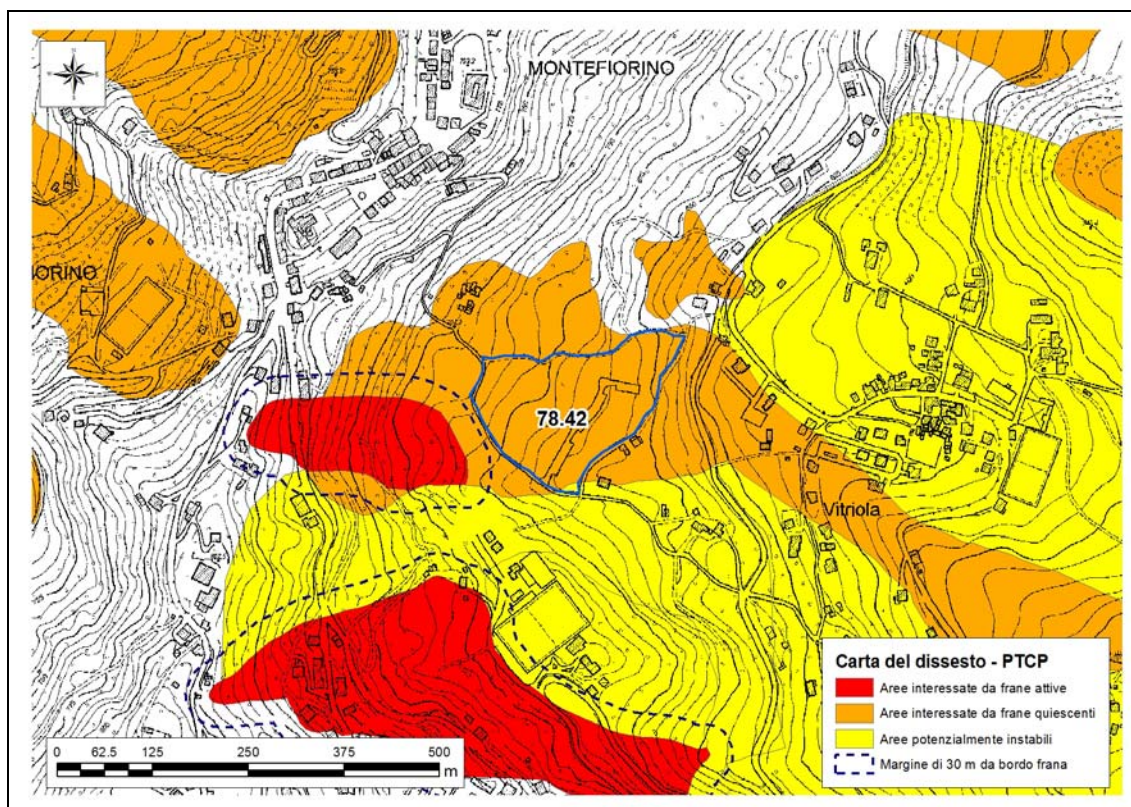 MONTEFIORINO
78.42
Vitriola
Carta del dissesto - PTCP
Aree interessate da frane attive
Aree interessate da frane quiescenti
Aree potenzialmente instabili
Margine di 30 m da bordo frana
0 62.5 125 250 375 500
m